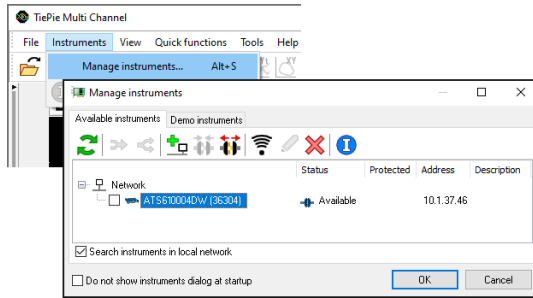 TiePie Multi Channel
File Instruments View Quick functions Tools Help
Manage instruments... Alt+S
Manage instruments
Available instruments Demo instruments
Status Protected Address Description
Network
ATS610004DW (36304) Available 10.1.37.46
Search instruments in local network
Do not show instruments dialog at startup OK Cancel